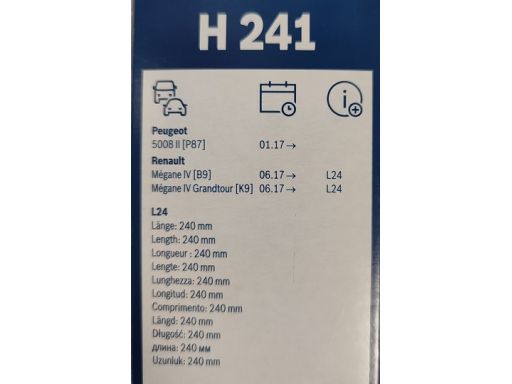 H 241
Peugeot
5008 II [P87] 01.17→
Renault
Mégane IV [B9] 06.17→ L24
Mégane IV Grandtour [K9] 06.17→ L24
L24
Länge: 240 mm
Length: 240 mm
Longueur : 240 mm
Lengte: 240 mm
Lunghezza: 240 mm
Longitud: 240 mm
Comprimento: 240 mm
Längd: 240 mm
Długość: 240 mm
длина: 240 мм
Uzunluk: 240 mm